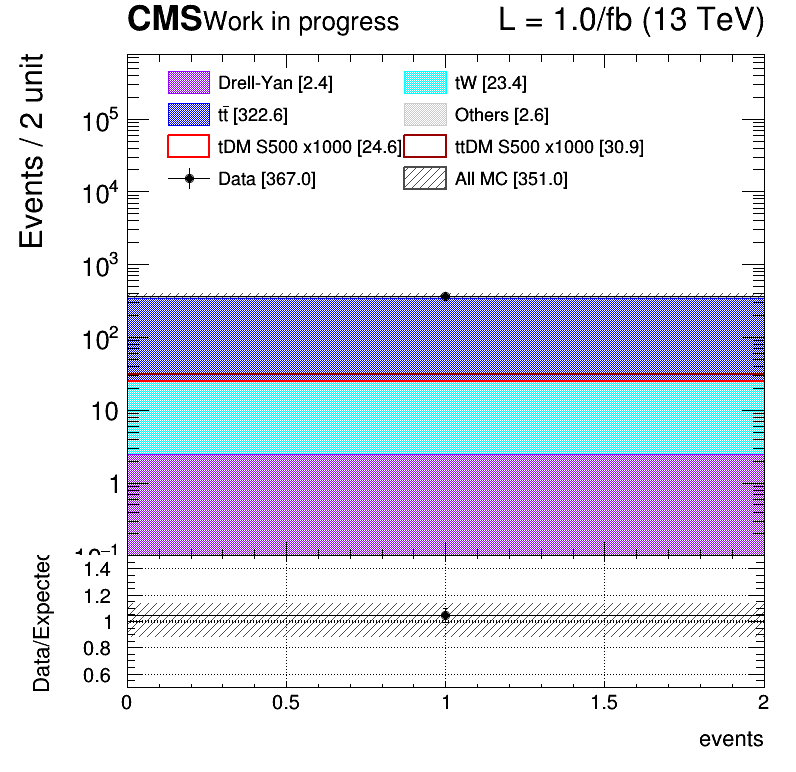 CMS Work in progress L = 1.0/fb (13 TeV)
Events / 2 unit
Drell-Yan [2.4] tW [23.4]
tt̄ [322.6] Others [2.6]
tDM S500 x1000 [24.6] ttDM S500 x1000 [30.9]
Data [367.0] All MC [351.0]
10⁵
10⁴
10³
10²
10
1
10⁻¹
Data/Expected
1.4
1.2
1
0.8
0.6
0 0.5 1 1.5 2
events